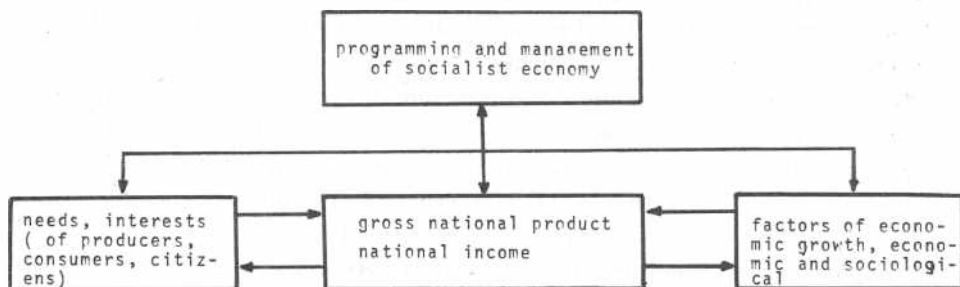 programming and management
of socialist economy
needs, interests
( of producers,
consumers, citiz-
ens)
gross national product
national income
factors of econo-
mic growth, econo-
mic and sociologi-
cal